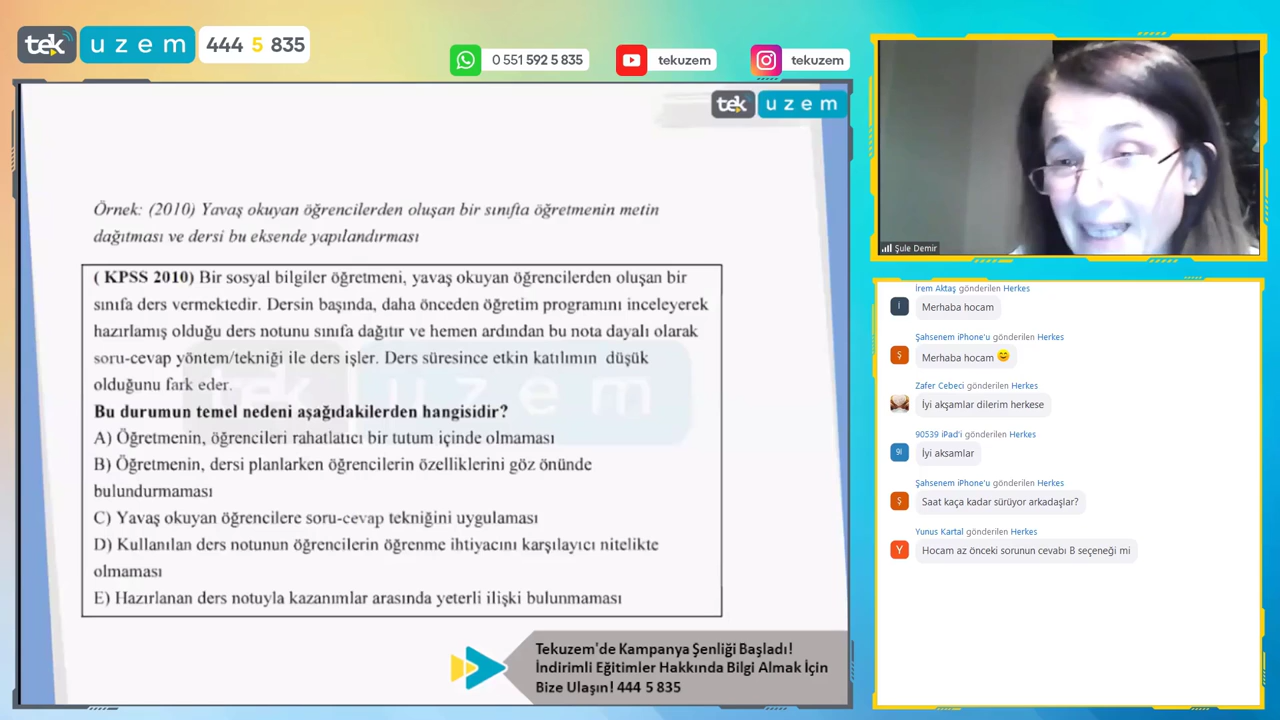 tek uzem 444 5 835
0 551 592 5 835
tekuzem
tekuzem
tek uzem
Örnek: (2010) Yavaş okuyan öğrencilerden oluşan bir sınıfta öğretmenin metin
dağıtması ve dersi bu eksende yapılandırması
( KPSS 2010) Bir sosyal bilgiler öğretmeni, yavaş okuyan öğrencilerden oluşan bir
sınıfa ders vermektedir. Dersin başında, daha önceden öğretim programını inceleyerek
hazırlamış olduğu ders notunu sınıfa dağıtır ve hemen ardından bu nota dayalı olarak
soru-cevap yöntem/tekniği ile ders işler. Ders süresince etkin katılımın düşük
olduğunu fark eder.
Bu durumun temel nedeni aşağıdakilerden hangisidir?
A) Öğretmenin, öğrencileri rahatlatıcı bir tutum içinde olmaması
B) Öğretmenin, dersi planlarken öğrencilerin özelliklerini göz önünde
bulundurmaması
C) Yavaş okuyan öğrencilere soru-cevap tekniğini uygulaması
D) Kullanılan ders notunun öğrencilerin öğrenme ihtiyacını karşılayıcı nitelikte
olmaması
E) Hazırlanan ders notuyla kazanımlar arasında yeterli ilişki bulunmaması
tek uzem
Tekuzem'de Kampanya Şenliği Başladı!
İndirimli Eğitimler Hakkında Bilgi Almak İçin
Bize Ulaşın! 444 5 835
Şule Demir
İrem Aktaş gönderilen Herkes
İ
Merhaba hocam
Şahsenem iPhone'u gönderilen Herkes
Ş
Merhaba hocam 😊
Zafer Cebeci gönderilen Herkes
İyi akşamlar dilerim herkese
90539 iPad'i gönderilen Herkes
9İ
İyi aksamlar
Şahsenem iPhone'u gönderilen Herkes
Ş
Saat kaça kadar sürüyor arkadaşlar?
Yunus Kartal gönderilen Herkes
Y
Hocam az önceki sorunun cevabı B seçeneği mi